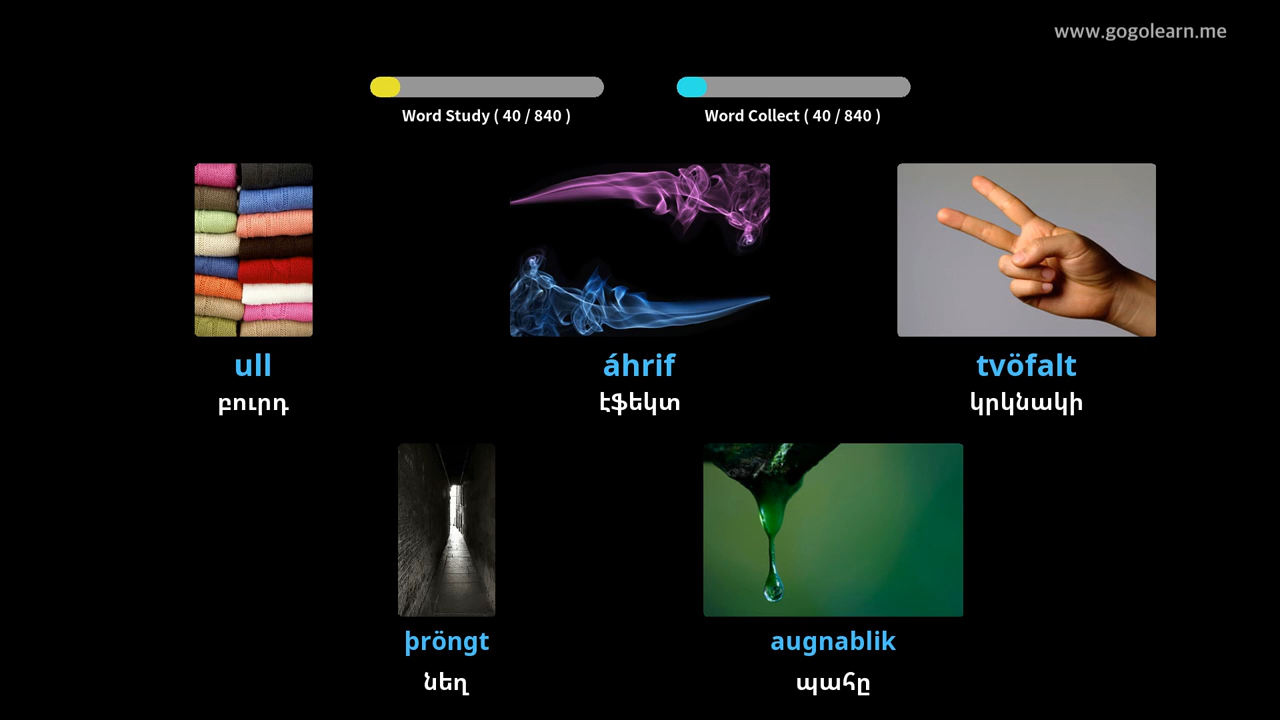 www.gogolearn.me
Word Study ( 40 / 840 )
Word Collect ( 40 / 840 )
ull
բուրդ
áhrif
էֆեկտ
tvöfalt
կրկնակի
þröngt
նեղ
augnablik
պահը